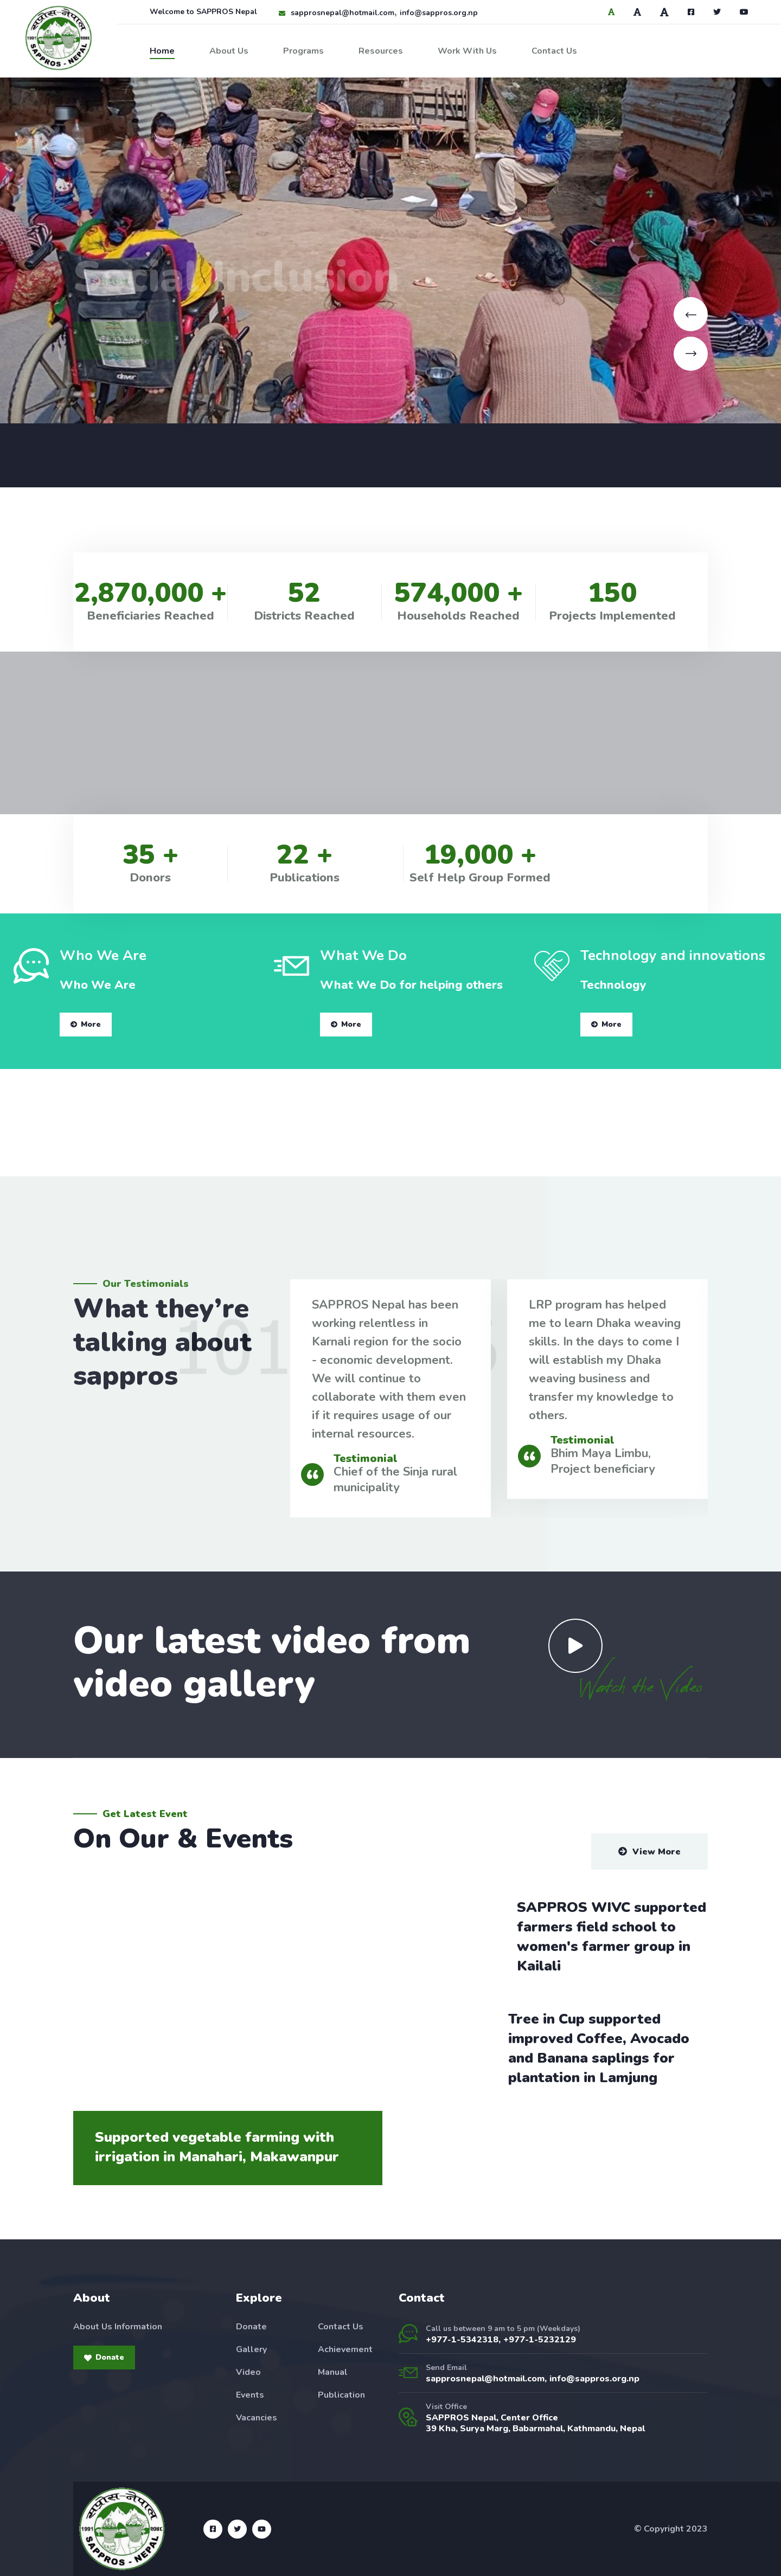 सप्रोस-नेपाल
1991
SAPPROS - NEPAL
Welcome to SAPPROS Nepal
sapprosnepal@hotmail.com, info@sappros.org.np
A A A
Home About Us Programs Resources Work With Us Contact Us
Social inclusion
2,870,000 +
Beneficiaries Reached
52
Districts Reached
574,000 +
Households Reached
150
Projects Implemented
35 +
Donors
22 +
Publications
19,000 +
Self Help Group Formed
Who We Are
Who We Are
More
What We Do
What We Do for helping others
More
Technology and innovations
Technology
More
Our Testimonials
What they’re
talking about
sappros
101
SAPPROS Nepal has been
working relentless in
Karnali region for the socio
- economic development.
We will continue to
collaborate with them even
if it requires usage of our
internal resources.
Testimonial
Chief of the Sinja rural
municipality
LRP program has helped
me to learn Dhaka weaving
skills. In the days to come I
will establish my Dhaka
weaving business and
transfer my knowledge to
others.
Testimonial
Bhim Maya Limbu,
Project beneficiary
Our latest video from
video gallery
Watch the Video
Get Latest Event
On Our & Events
View More
SAPPROS WIVC supported
farmers field school to
women's farmer group in
Kailali
Tree in Cup supported
improved Coffee, Avocado
and Banana saplings for
plantation in Lamjung
Supported vegetable farming with
irrigation in Manahari, Makawanpur
About
About Us Information
Donate
Explore
Donate
Gallery
Video
Events
Vacancies
Contact Us
Achievement
Manual
Publication
Contact
Call us between 9 am to 5 pm (Weekdays)
+977-1-5342318, +977-1-5232129
Send Email
sapprosnepal@hotmail.com, info@sappros.org.np
Visit Office
SAPPROS Nepal, Center Office
39 Kha, Surya Marg, Babarmahal, Kathmandu, Nepal
सप्रोस-नेपाल
1991
SAPPROS - NEPAL
© Copyright 2023